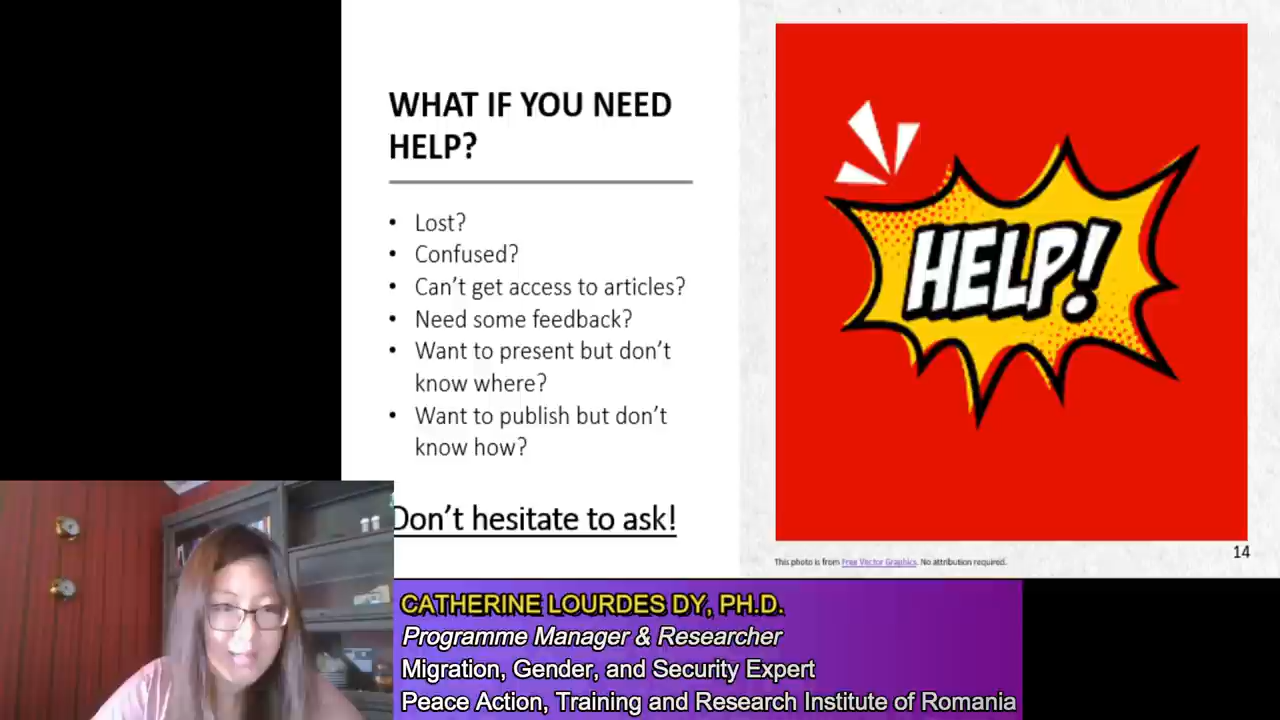 WHAT IF YOU NEED
HELP?
• Lost?
• Confused?
• Can't get access to articles?
• Need some feedback?
• Want to present but don't
know where?
• Want to publish but don't
know how?
Don't hesitate to ask!
HELP!
14
This photo is from Free Vector Graphics. No attribution required.
CATHERINE LOURDES DY, PH.D.
Programme Manager & Researcher
Migration, Gender, and Security Expert
Peace Action, Training and Research Institute of Romania